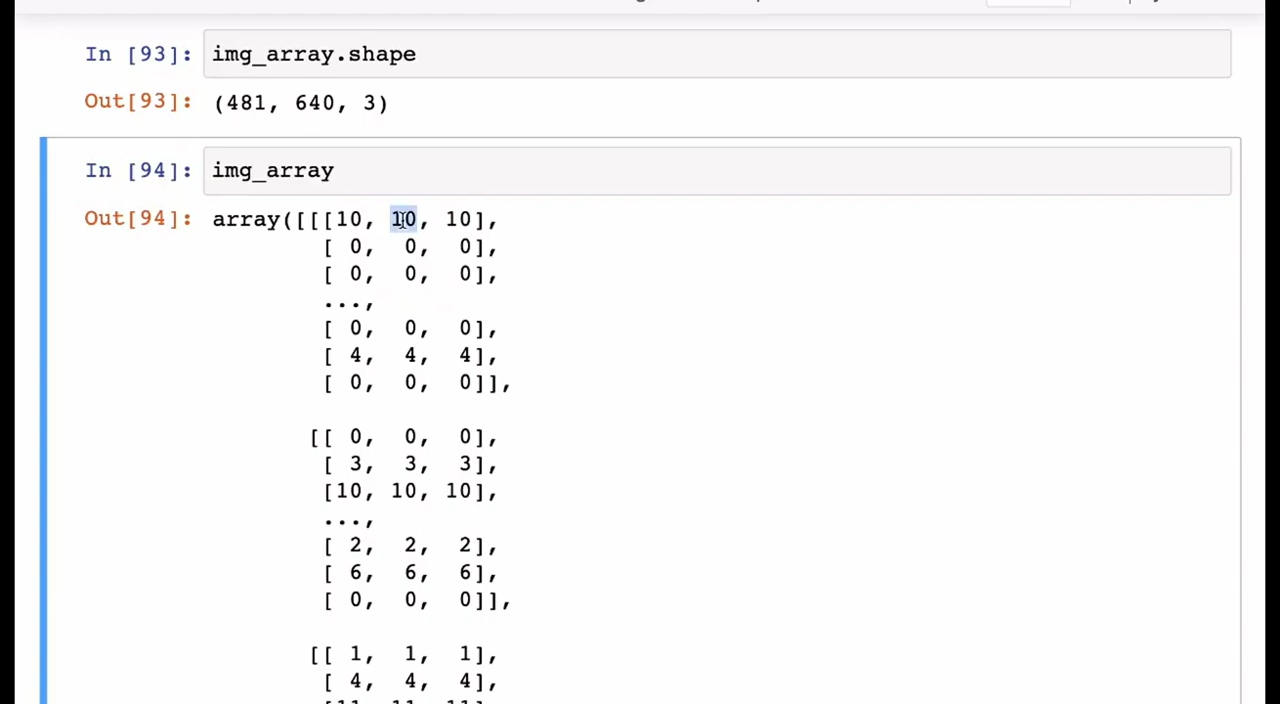 In [93]: img_array.shape
Out[93]: (481, 640, 3)
In [94]: img_array
Out[94]: array([[[10, 10, 10],
[ 0, 0, 0],
[ 0, 0, 0],
...,
[ 0, 0, 0],
[ 4, 4, 4],
[ 0, 0, 0]],
[[ 0, 0, 0],
[ 3, 3, 3],
[10, 10, 10],
...,
[ 2, 2, 2],
[ 6, 6, 6],
[ 0, 0, 0]],
[[ 1, 1, 1],
[ 4, 4, 4],